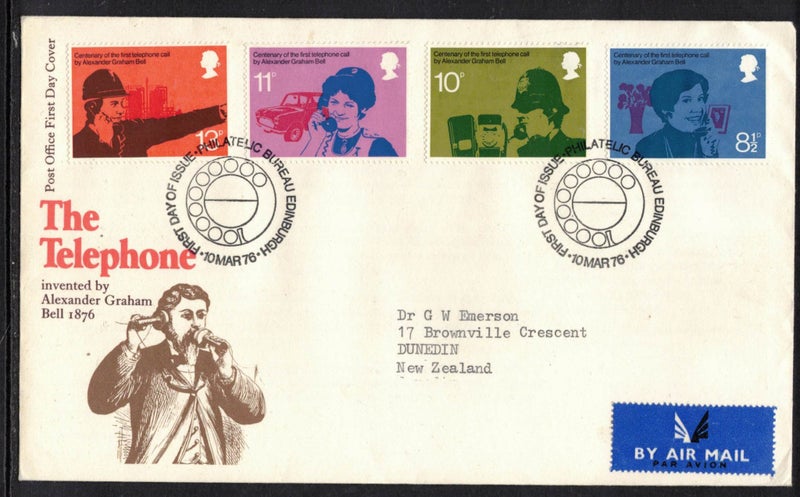 Post Office First Day Cover
Centenary of the first telephone call
by Alexander Graham Bell
13P
Centenary of the first telephone call
by Alexander Graham Bell
11P
Centenary of the first telephone call
by Alexander Graham Bell
10P
Centenary of the first telephone call
by Alexander Graham Bell
8½P
FIRST DAY OF ISSUE • PHILATELIC BUREAU EDINBURGH •
10 MAR 76
FIRST DAY OF ISSUE • PHILATELIC BUREAU EDINBURGH •
10 MAR 76
The
Telephone
invented by
Alexander Graham
Bell 1876
Dr G W Emerson
17 Brownville Crescent
DUNEDIN
New Zealand
BY AIR MAIL
PAR AVION